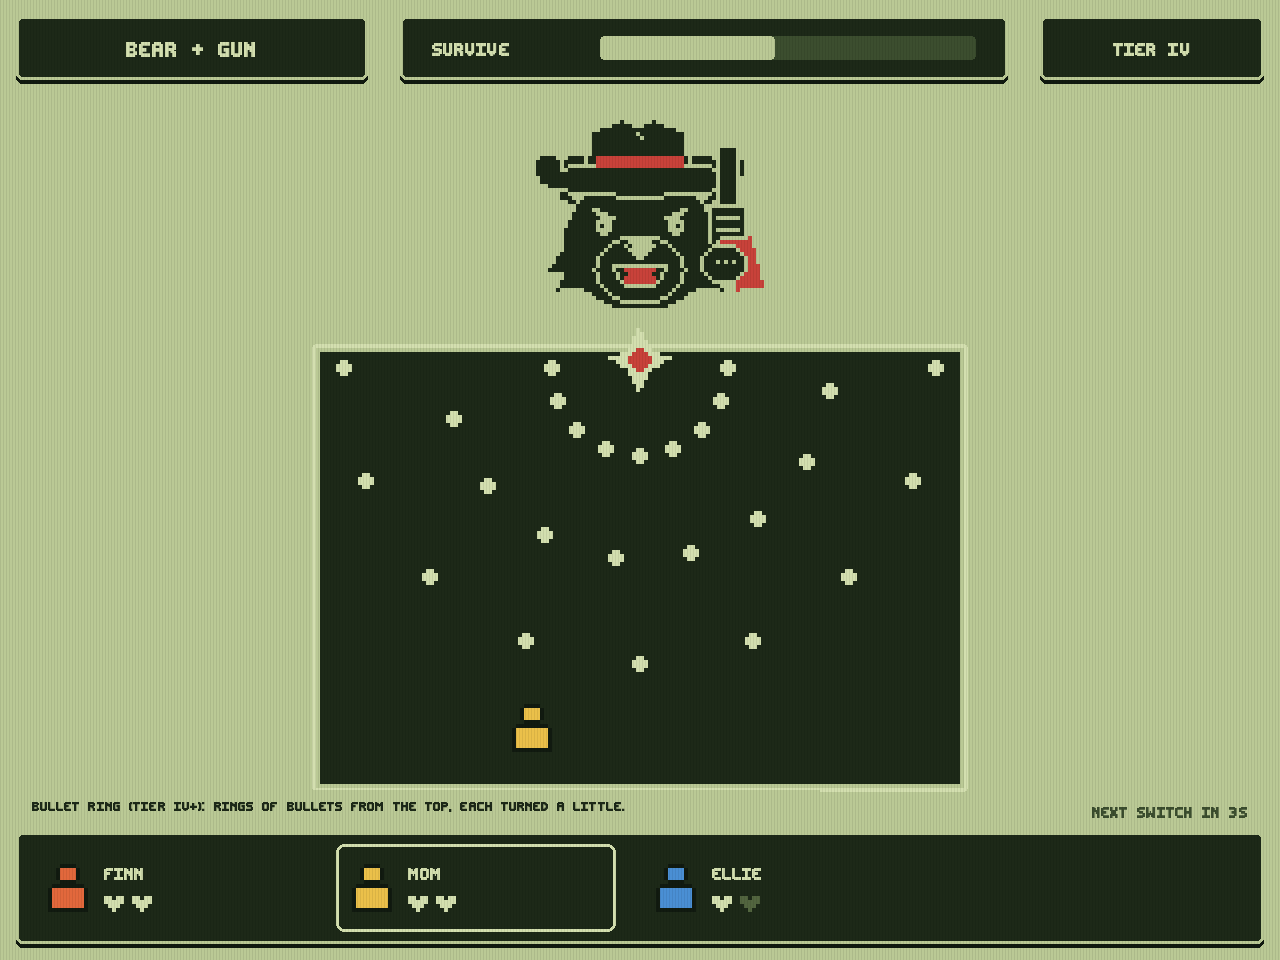 BEAR + GUN
SURVIVE
TIER IV
BULLET RING (TIER IV+): RINGS OF BULLETS FROM THE TOP, EACH TURNED A LITTLE.
NEXT SWITCH IN 3S
FINN
MOM
ELLIE